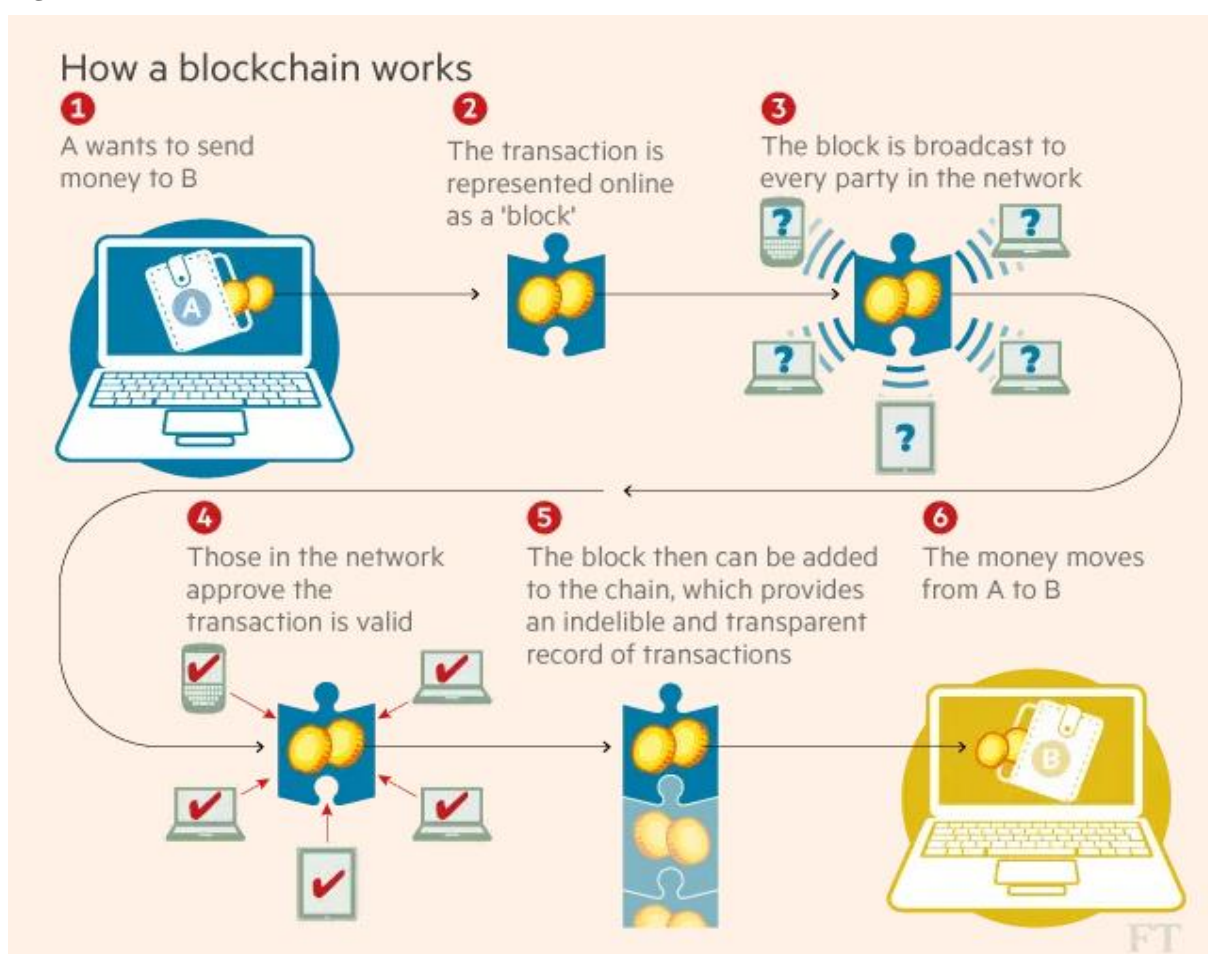 How a blockchain works
1
A wants to send
money to B
2
The transaction is
represented online
as a 'block'
3
The block is broadcast to
every party in the network
?
?
?
?
?
A
4
Those in the network
approve the
transaction is valid
5
The block then can be added
to the chain, which provides
an indelible and transparent
record of transactions
6
The money moves
from A to B
B
FT